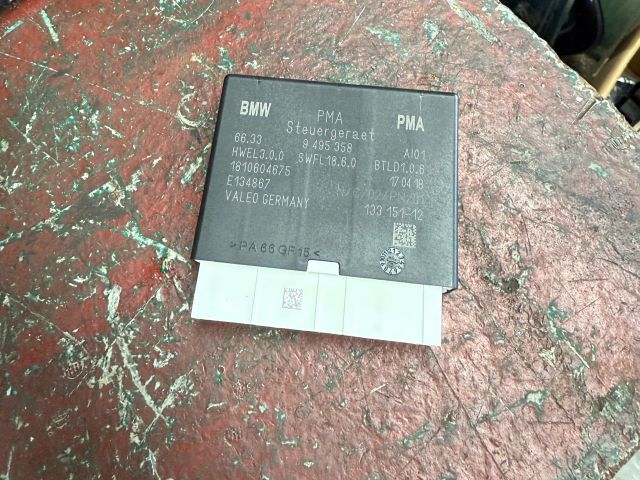 BMW PMA PMA
Steuergeraet
66.33 9 495 358 AI01
HWEL3.0.0 SWFL18.6.0 BTLD1.0.6
1810604675 17 04 18
E134867
VALEO GERMANY 133 151-12
>PA 66 GF15<